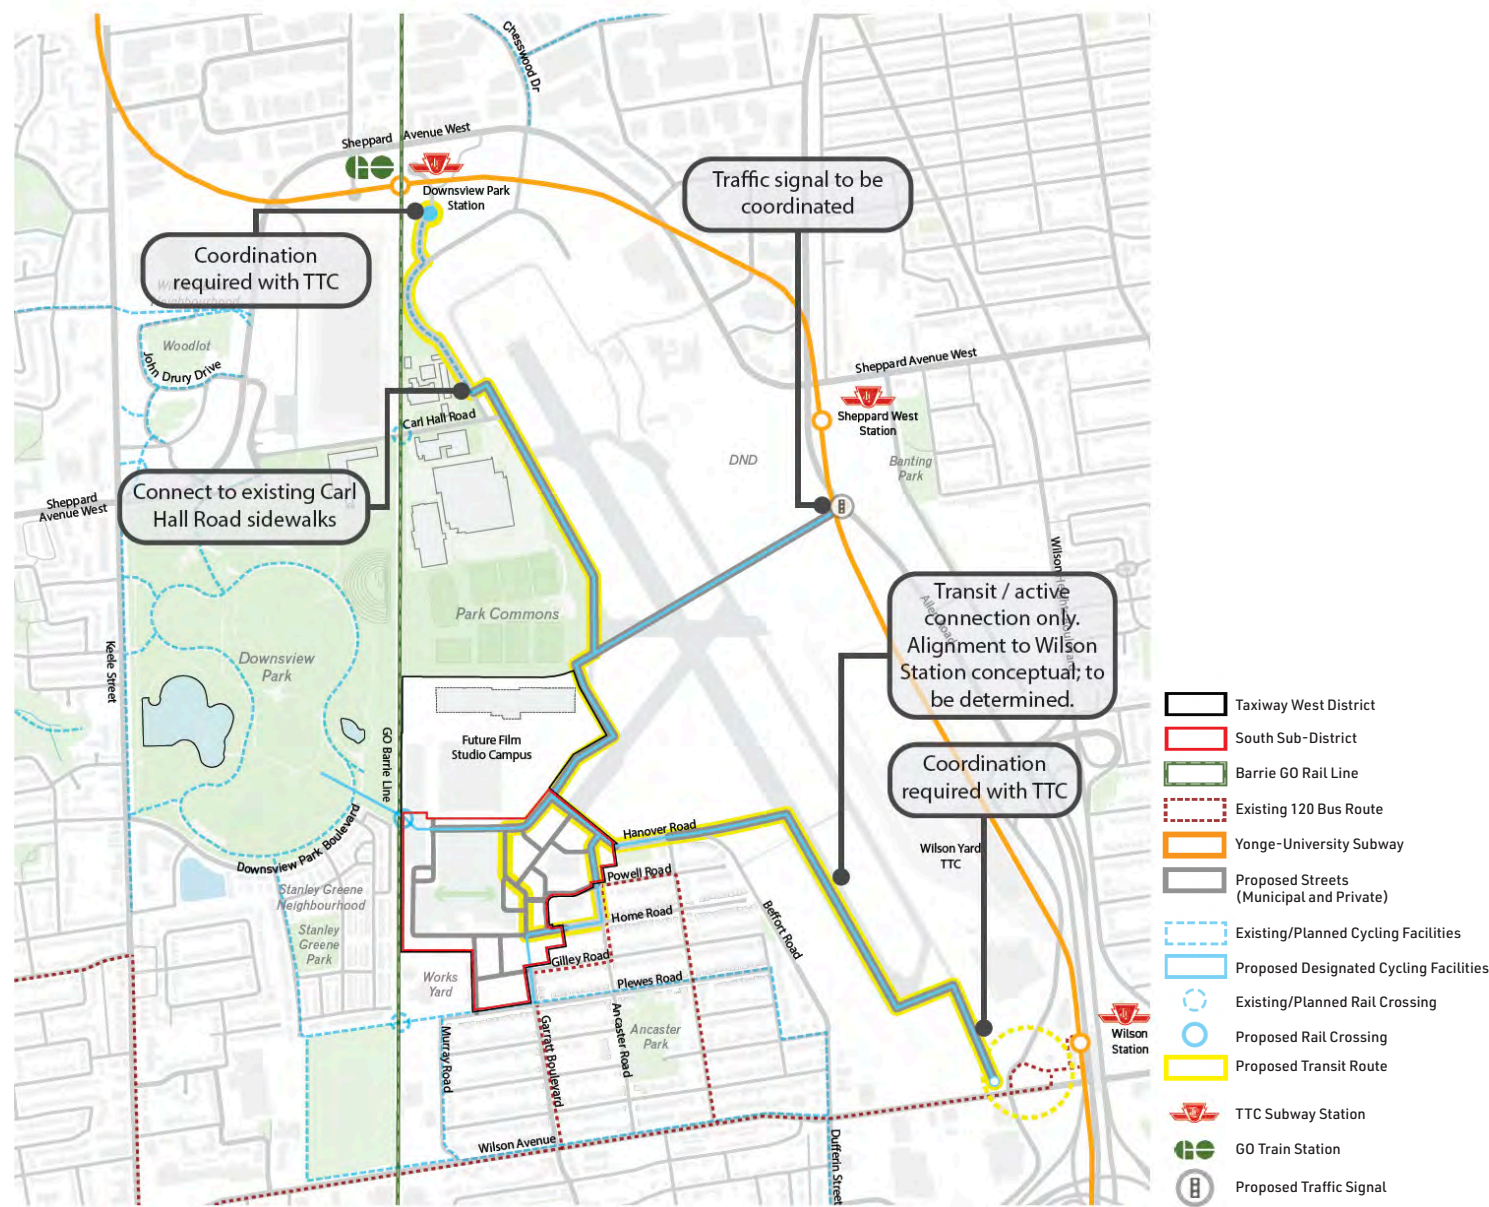 Chesswood Dr
Sheppard Avenue West
Downsview Park
Station
Traffic signal to be
coordinated
Coordination
required with TTC
Woodlot
John Drury Drive
Sheppard Avenue West
Sheppard West
Station
Carl Hall Road
DND
Banting
Park
Connect to existing Carl
Hall Road sidewalks
Sheppard
Avenue West
Transit / active
connection only.
Alignment to Wilson
Station conceptual; to
be determined.
Park Commons
Downsview
Park
Keele Street
GO Barrie Line
Future Film
Studio Campus
Coordination
required with TTC
Hanover Road
Wilson Yard
TTC
Downsview Park Boulevard
Powell Road
Stanley Greene
Neighbourhood
Home Road
Stanley
Greene
Park
Beffort Road
Gilley Road
Works
Yard
Plewes Road
Murray Road
Garratt Boulevard
Ancaster Road
Ancaster
Park
Wilson
Station
Wilson Avenue
Dufferin Street
Taxiway West District
South Sub-District
Barrie GO Rail Line
Existing 120 Bus Route
Yonge-University Subway
Proposed Streets
(Municipal and Private)
Existing/Planned Cycling Facilities
Proposed Designated Cycling Facilities
Existing/Planned Rail Crossing
Proposed Rail Crossing
Proposed Transit Route
TTC Subway Station
GO Train Station
Proposed Traffic Signal